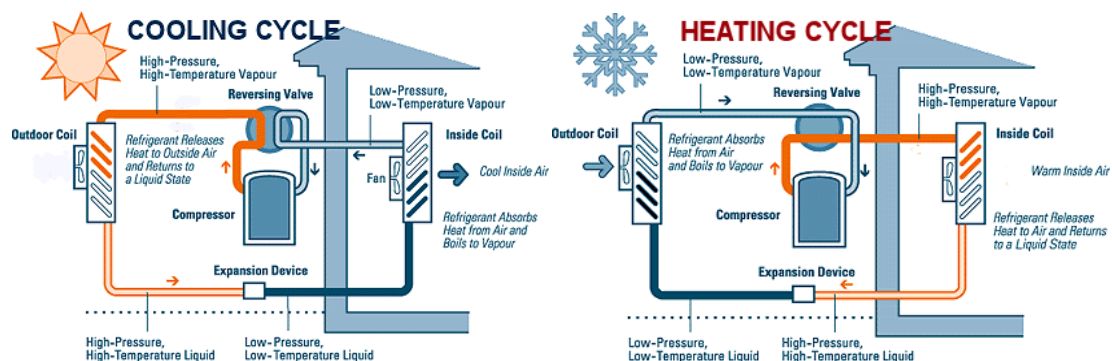 COOLING CYCLE
High-Pressure,
High-Temperature Vapour
Reversing Valve
Low-Pressure,
Low-Temperature Vapour
Outdoor Coil
Refrigerant Releases
Heat to Outside Air
and Returns to
a Liquid State
Inside Coil
Fan
Cool Inside Air
Compressor
Refrigerant Absorbs
Heat from Air and
Boils to Vapour
Expansion Device
High-Pressure,
High-Temperature Liquid
Low-Pressure,
Low-Temperature Liquid
HEATING CYCLE
Low-Pressure,
Low-Temperature Vapour
Reversing Valve
High-Pressure,
High-Temperature Vapour
Outdoor Coil
Refrigerant Absorbs
Heat from Air
and Boils to Vapour
Inside Coil
Warm Inside Air
Compressor
Refrigerant Releases
Heat to Air and Returns
to a Liquid State
Expansion Device
Low-Pressure,
Low-Temperature Liquid
High-Pressure,
High-Temperature Liquid